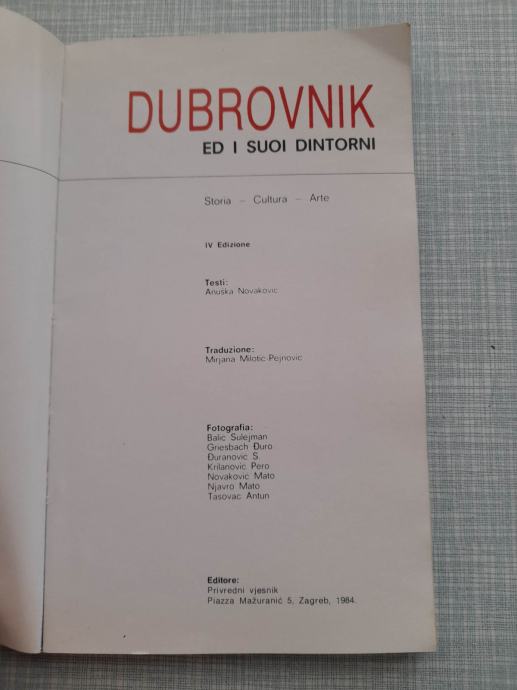 DUBROVNIK
ED I SUOI DINTORNI
Storia – Cultura – Arte
IV Edizione
Testi:
Anuška Novaković
Traduzione:
Mirjana Milotić-Pejnović
Fotografia:
Balić Sulejman
Griesbach Đuro
Đuranović S.
Krilanović Pero
Novaković Mato
Njavro Mato
Tasovac Antun
Editore:
Privredni vjesnik
Piazza Mažuranić 5, Zagreb, 1984.